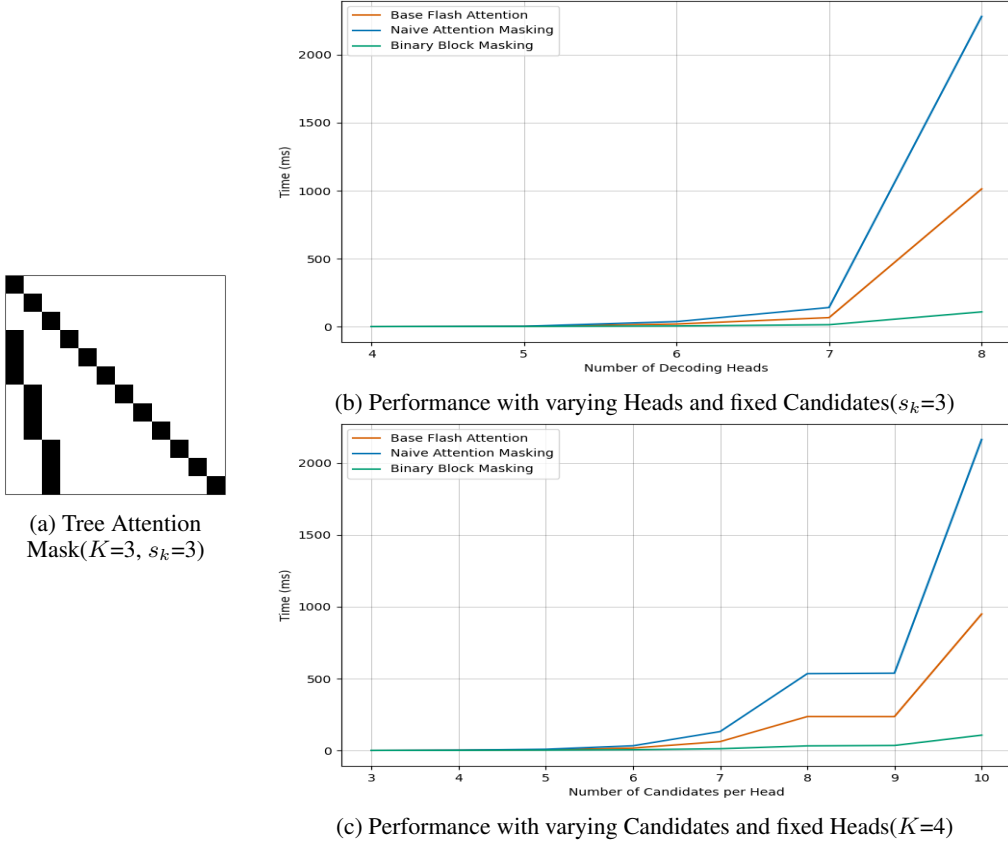 Base Flash Attention
Naive Attention Masking
Binary Block Masking
2000
1500
1000
500
0
Time (ms)
4 5 6 7 8
Number of Decoding Heads
(b) Performance with varying Heads and fixed Candidates(sₖ=3)
Base Flash Attention
Naive Attention Masking
Binary Block Masking
2000
1500
1000
500
0
Time (ms)
3 4 5 6 7 8 9 10
Number of Candidates per Head
(c) Performance with varying Candidates and fixed Heads(K=4)
(a) Tree Attention
Mask(K=3, sₖ=3)